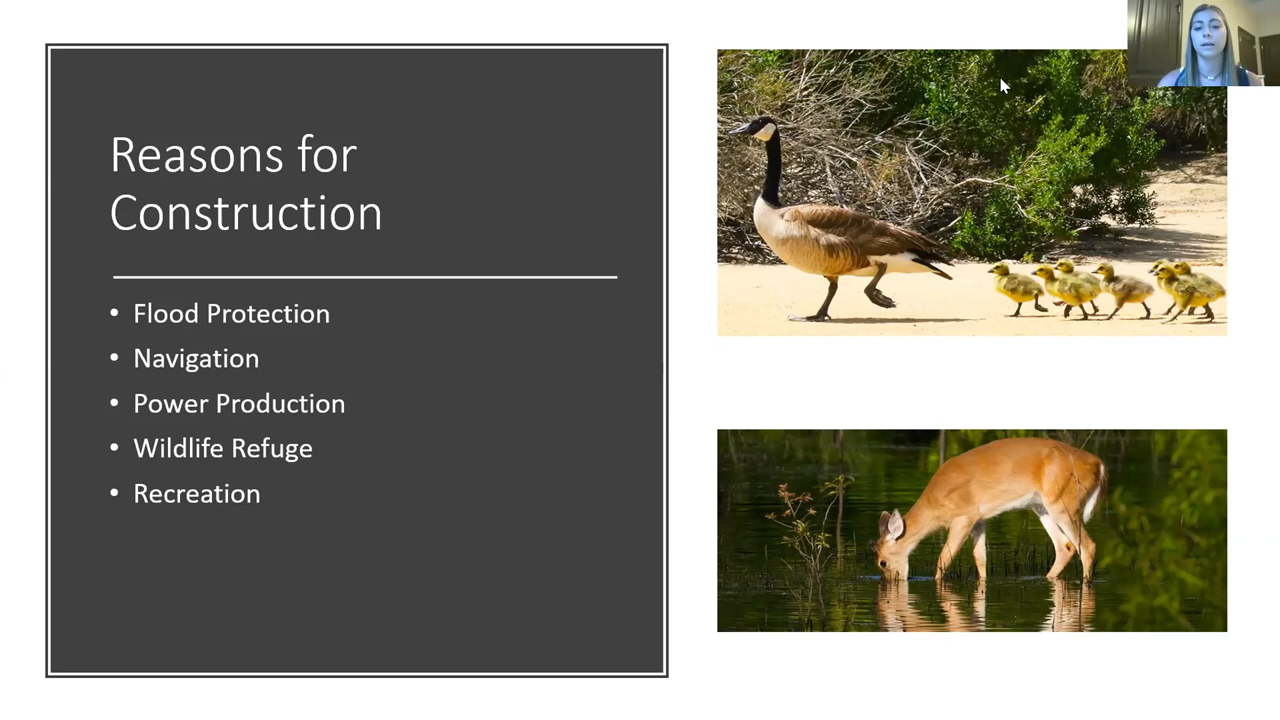 Reasons for
Construction
• Flood Protection
• Navigation
• Power Production
• Wildlife Refuge
• Recreation